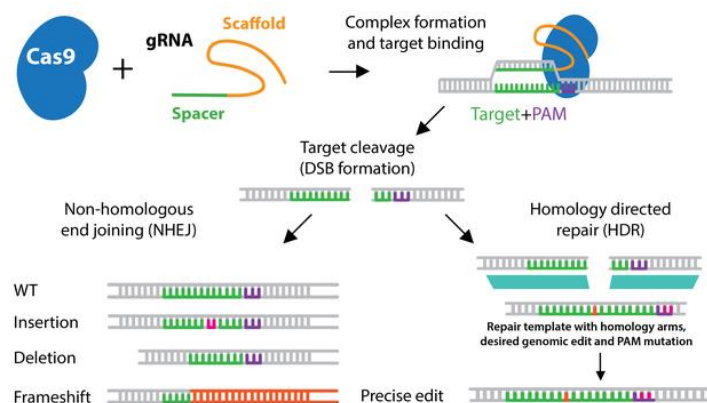 Cas9
+
gRNA
Scaffold
Spacer
Complex formation
and target binding
Target+PAM
Target cleavage
(DSB formation)
Non-homologous
end joining (NHEJ)
WT
Insertion
Deletion
Frameshift
Homology directed
repair (HDR)
Repair template with homology arms,
desired genomic edit and PAM mutation
Precise edit